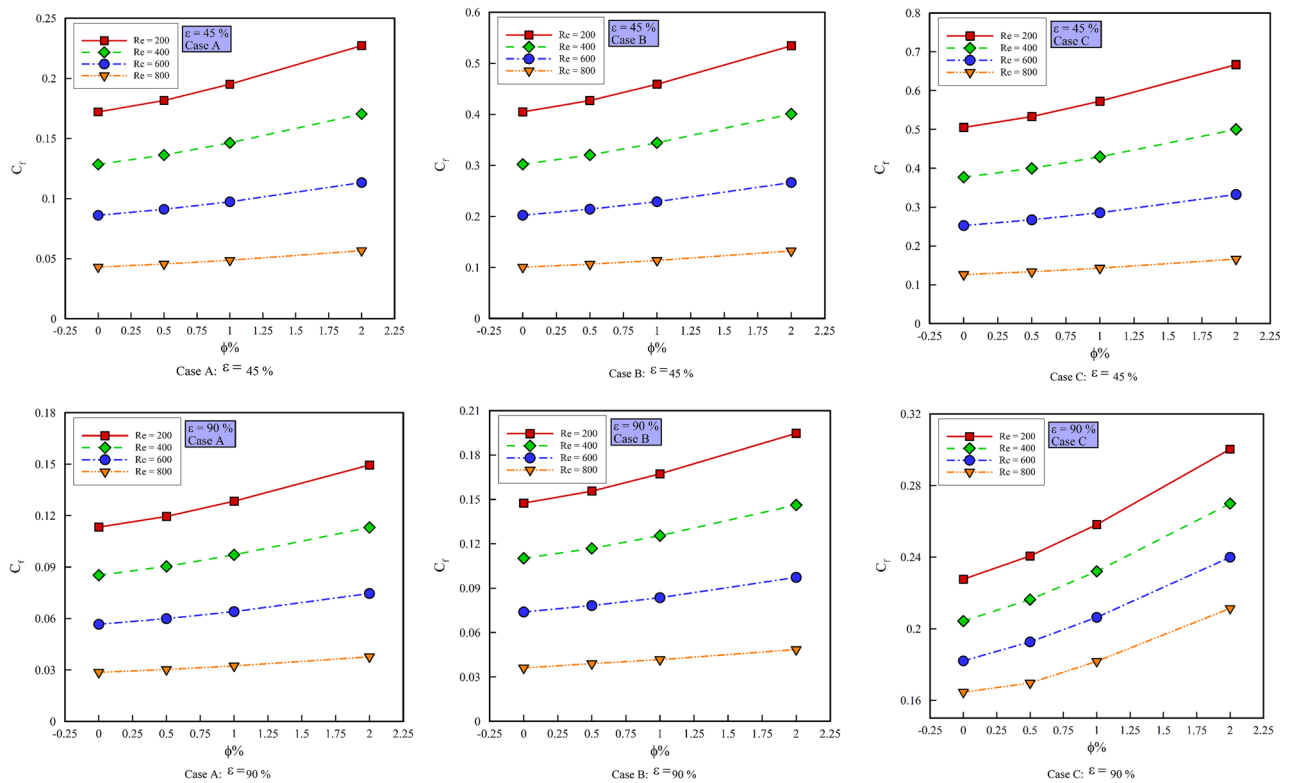 0.25
0.2
0.15
0.1
0.05
0
C_f
Re = 200
Re = 400
Re = 600
Re = 800
ε = 45 %
Case A
-0.25 0 0.25 0.5 0.75 1 1.25 1.5 1.75 2 2.25
ϕ%
Case A: ε = 45 %
0.6
0.5
0.4
0.3
0.2
0.1
0
C_f
Re = 200
Re = 400
Re = 600
Rc = 800
ε = 45 %
Case B
-0.25 0 0.25 0.5 0.75 1 1.25 1.5 1.75 2 2.25
ϕ%
Case B: ε = 45 %
0.8
0.7
0.6
0.5
0.4
0.3
0.2
0.1
0
C_f
Re = 200
Re = 400
Re = 600
Rc = 800
ε = 45 %
Case C
-0.25 0 0.25 0.5 0.75 1 1.25 1.5 1.75 2 2.25
ϕ%
Case C: ε = 45 %
0.18
0.15
0.12
0.09
0.06
0.03
0
C_f
Re = 200
Re = 400
Rc = 600
Rc = 800
ε = 90 %
Case A
-0.25 0 0.25 0.5 0.75 1 1.25 1.5 1.75 2 2.25
ϕ%
Case A: ε = 90 %
0.21
0.18
0.15
0.12
0.09
0.06
0.03
0
C_f
Re = 200
Re = 400
Re = 600
Rc = 800
ε = 90 %
Case B
-0.25 0 0.25 0.5 0.75 1 1.25 1.5 1.75 2 2.25
ϕ%
Case B: ε = 90 %
0.32
0.28
0.24
0.2
0.16
C_f
Re = 200
Re = 400
Rc = 600
Rc = 800
ε = 90 %
Case C
-0.25 0 0.25 0.5 0.75 1 1.25 1.5 1.75 2 2.25
ϕ%
Case C: ε = 90 %